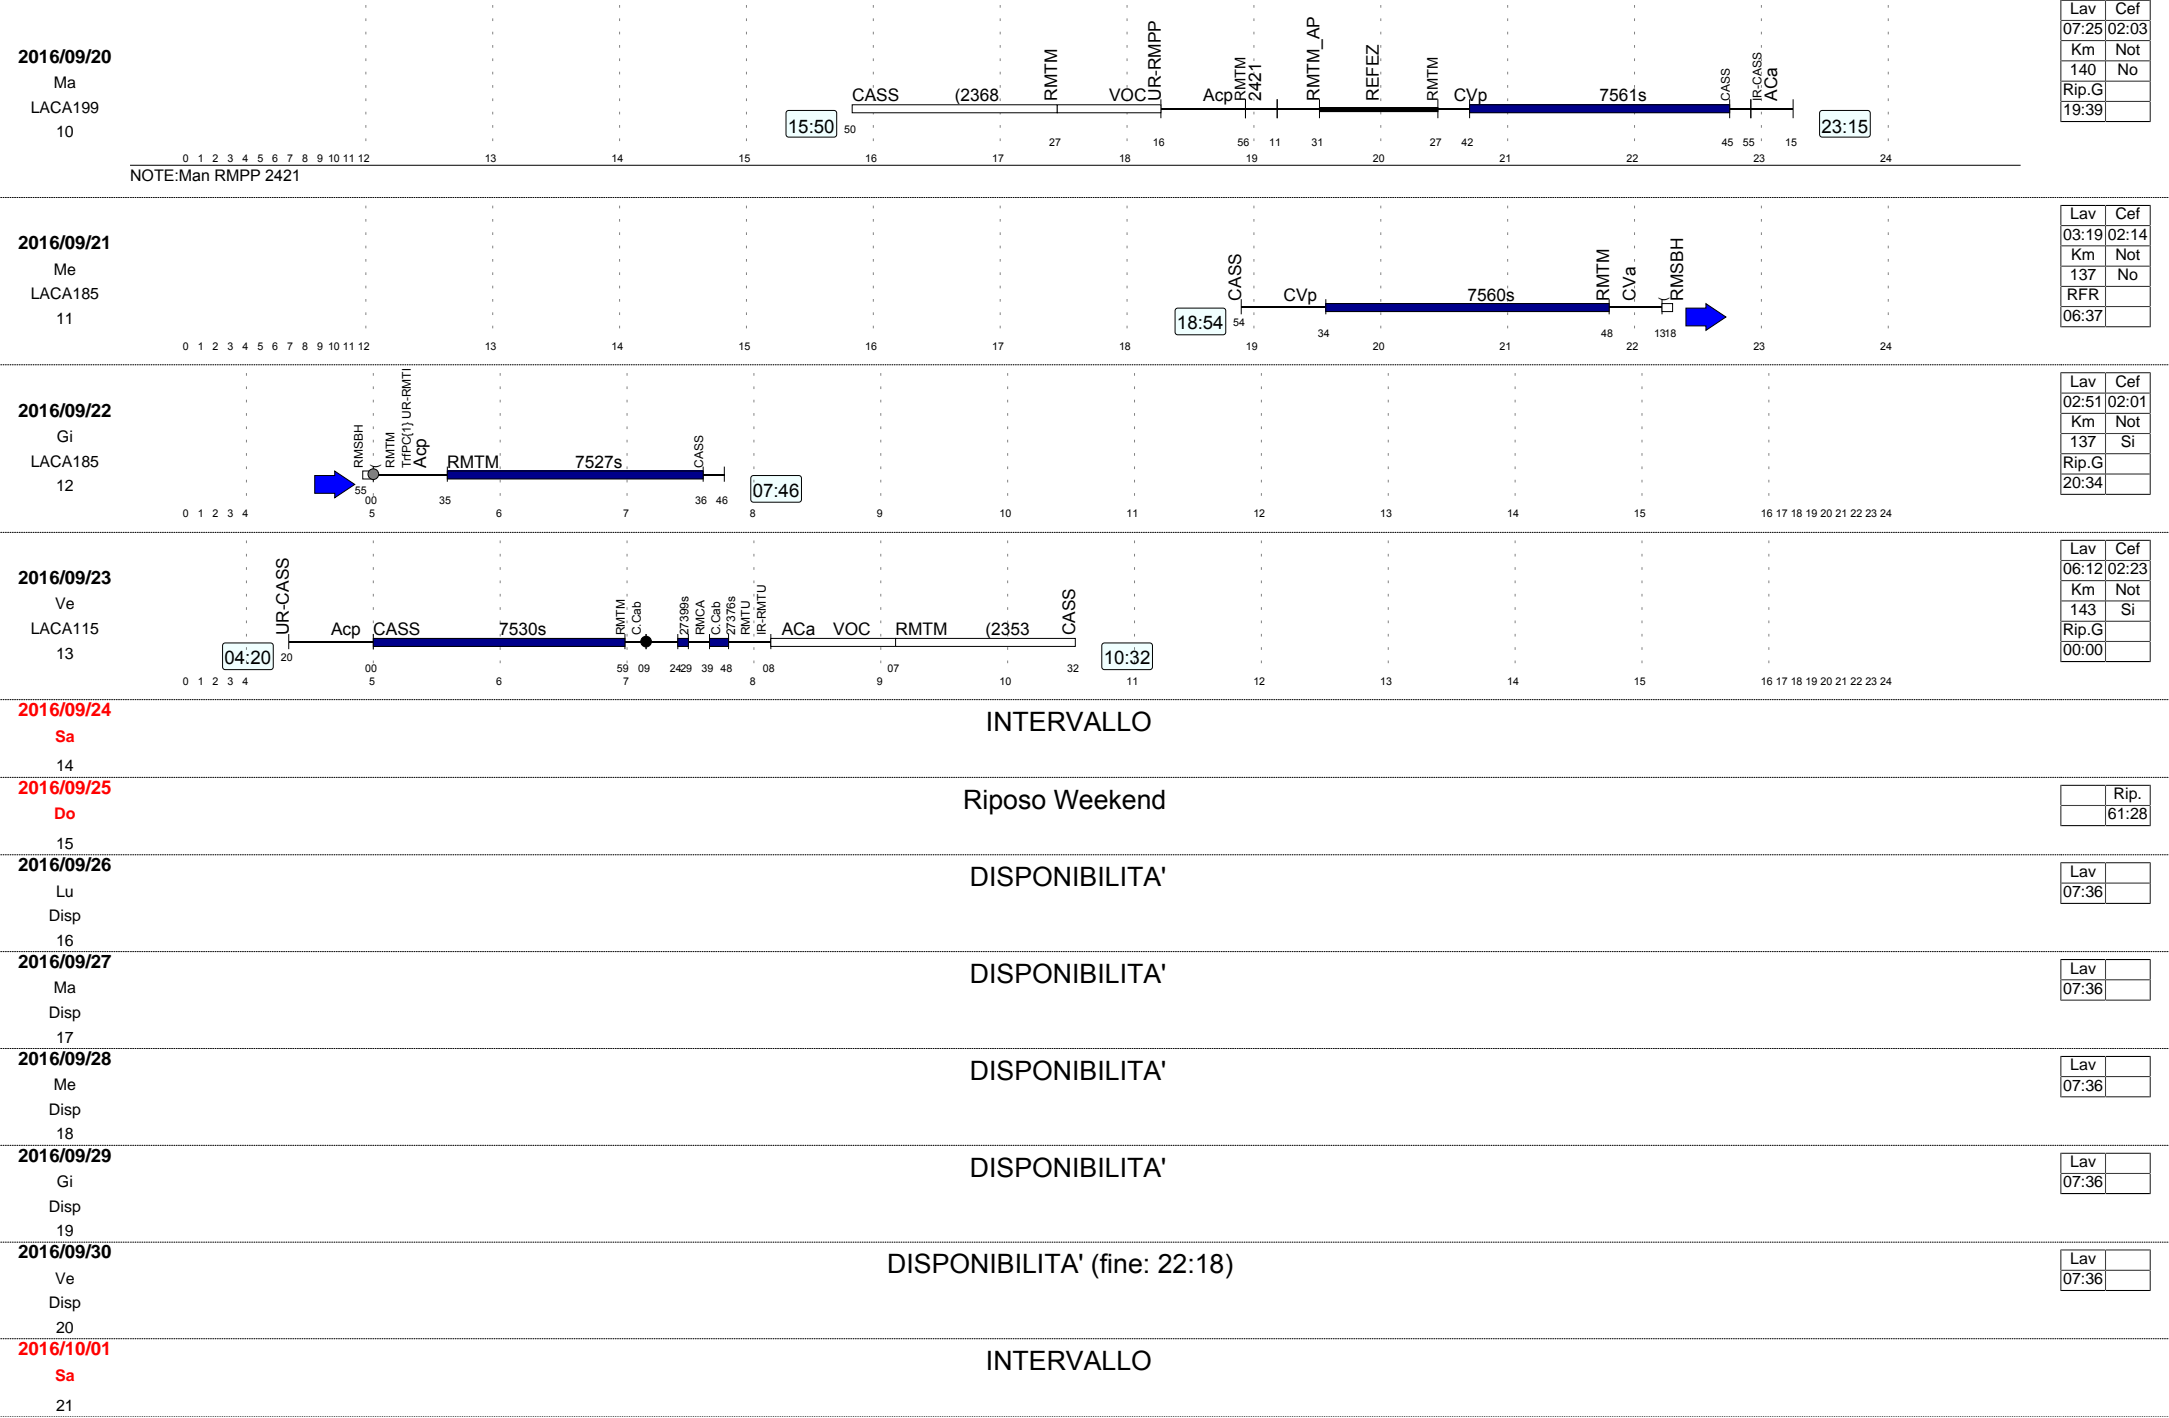 2016/09/20
Ma
LACA199
10
15:50
CASS (2368 RMTM VOC UR-RMPP Acp RMTM 2421 RMTM_AP REFEZ RMTM CVp 7561s CASS IR-CASS ACa
50 27 16 56 11 31 27 42 45 55 15
23:15
0 1 2 3 4 5 6 7 8 9 10 11 12 13 14 15 16 17 18 19 20 21 22 23 24
NOTE:Man RMPP 2421
Lav Cef
07:25 02:03
Km Not
140 No
Rip.G
19:39
2016/09/21
Me
LACA185
11
18:54
CASS CVp 7560s RMTM CVa RMSBH
54 34 48 13 18
0 1 2 3 4 5 6 7 8 9 10 11 12 13 14 15 16 17 18 19 20 21 22 23 24
Lav Cef
03:19 02:14
Km Not
137 No
RFR
06:37
2016/09/22
Gi
LACA185
12
RMSBH RMTM TrfPC{1} UR-RMTI Acp RMTM 7527s CASS
55 00 35 36 46
07:46
0 1 2 3 4 5 6 7 8 9 10 11 12 13 14 15 16 17 18 19 20 21 22 23 24
Lav Cef
02:51 02:01
Km Not
137 Si
Rip.G
20:34
2016/09/23
Ve
LACA115
13
04:20
UR-CASS Acp CASS 7530s RMTM C.Cab 27399s RMCA C.Cab 27376s RMTU IR-RMTU ACa VOC RMTM (2353 CASS
20 00 59 09 24 29 39 48 08 07 32
10:32
0 1 2 3 4 5 6 7 8 9 10 11 12 13 14 15 16 17 18 19 20 21 22 23 24
Lav Cef
06:12 02:23
Km Not
143 Si
Rip.G
00:00
2016/09/24
Sa
14
INTERVALLO
2016/09/25
Do
15
Riposo Weekend
Rip.
61:28
2016/09/26
Lu
Disp
16
DISPONIBILITA'
Lav
07:36
2016/09/27
Ma
Disp
17
DISPONIBILITA'
Lav
07:36
2016/09/28
Me
Disp
18
DISPONIBILITA'
Lav
07:36
2016/09/29
Gi
Disp
19
DISPONIBILITA'
Lav
07:36
2016/09/30
Ve
Disp
20
DISPONIBILITA' (fine: 22:18)
Lav
07:36
2016/10/01
Sa
21
INTERVALLO